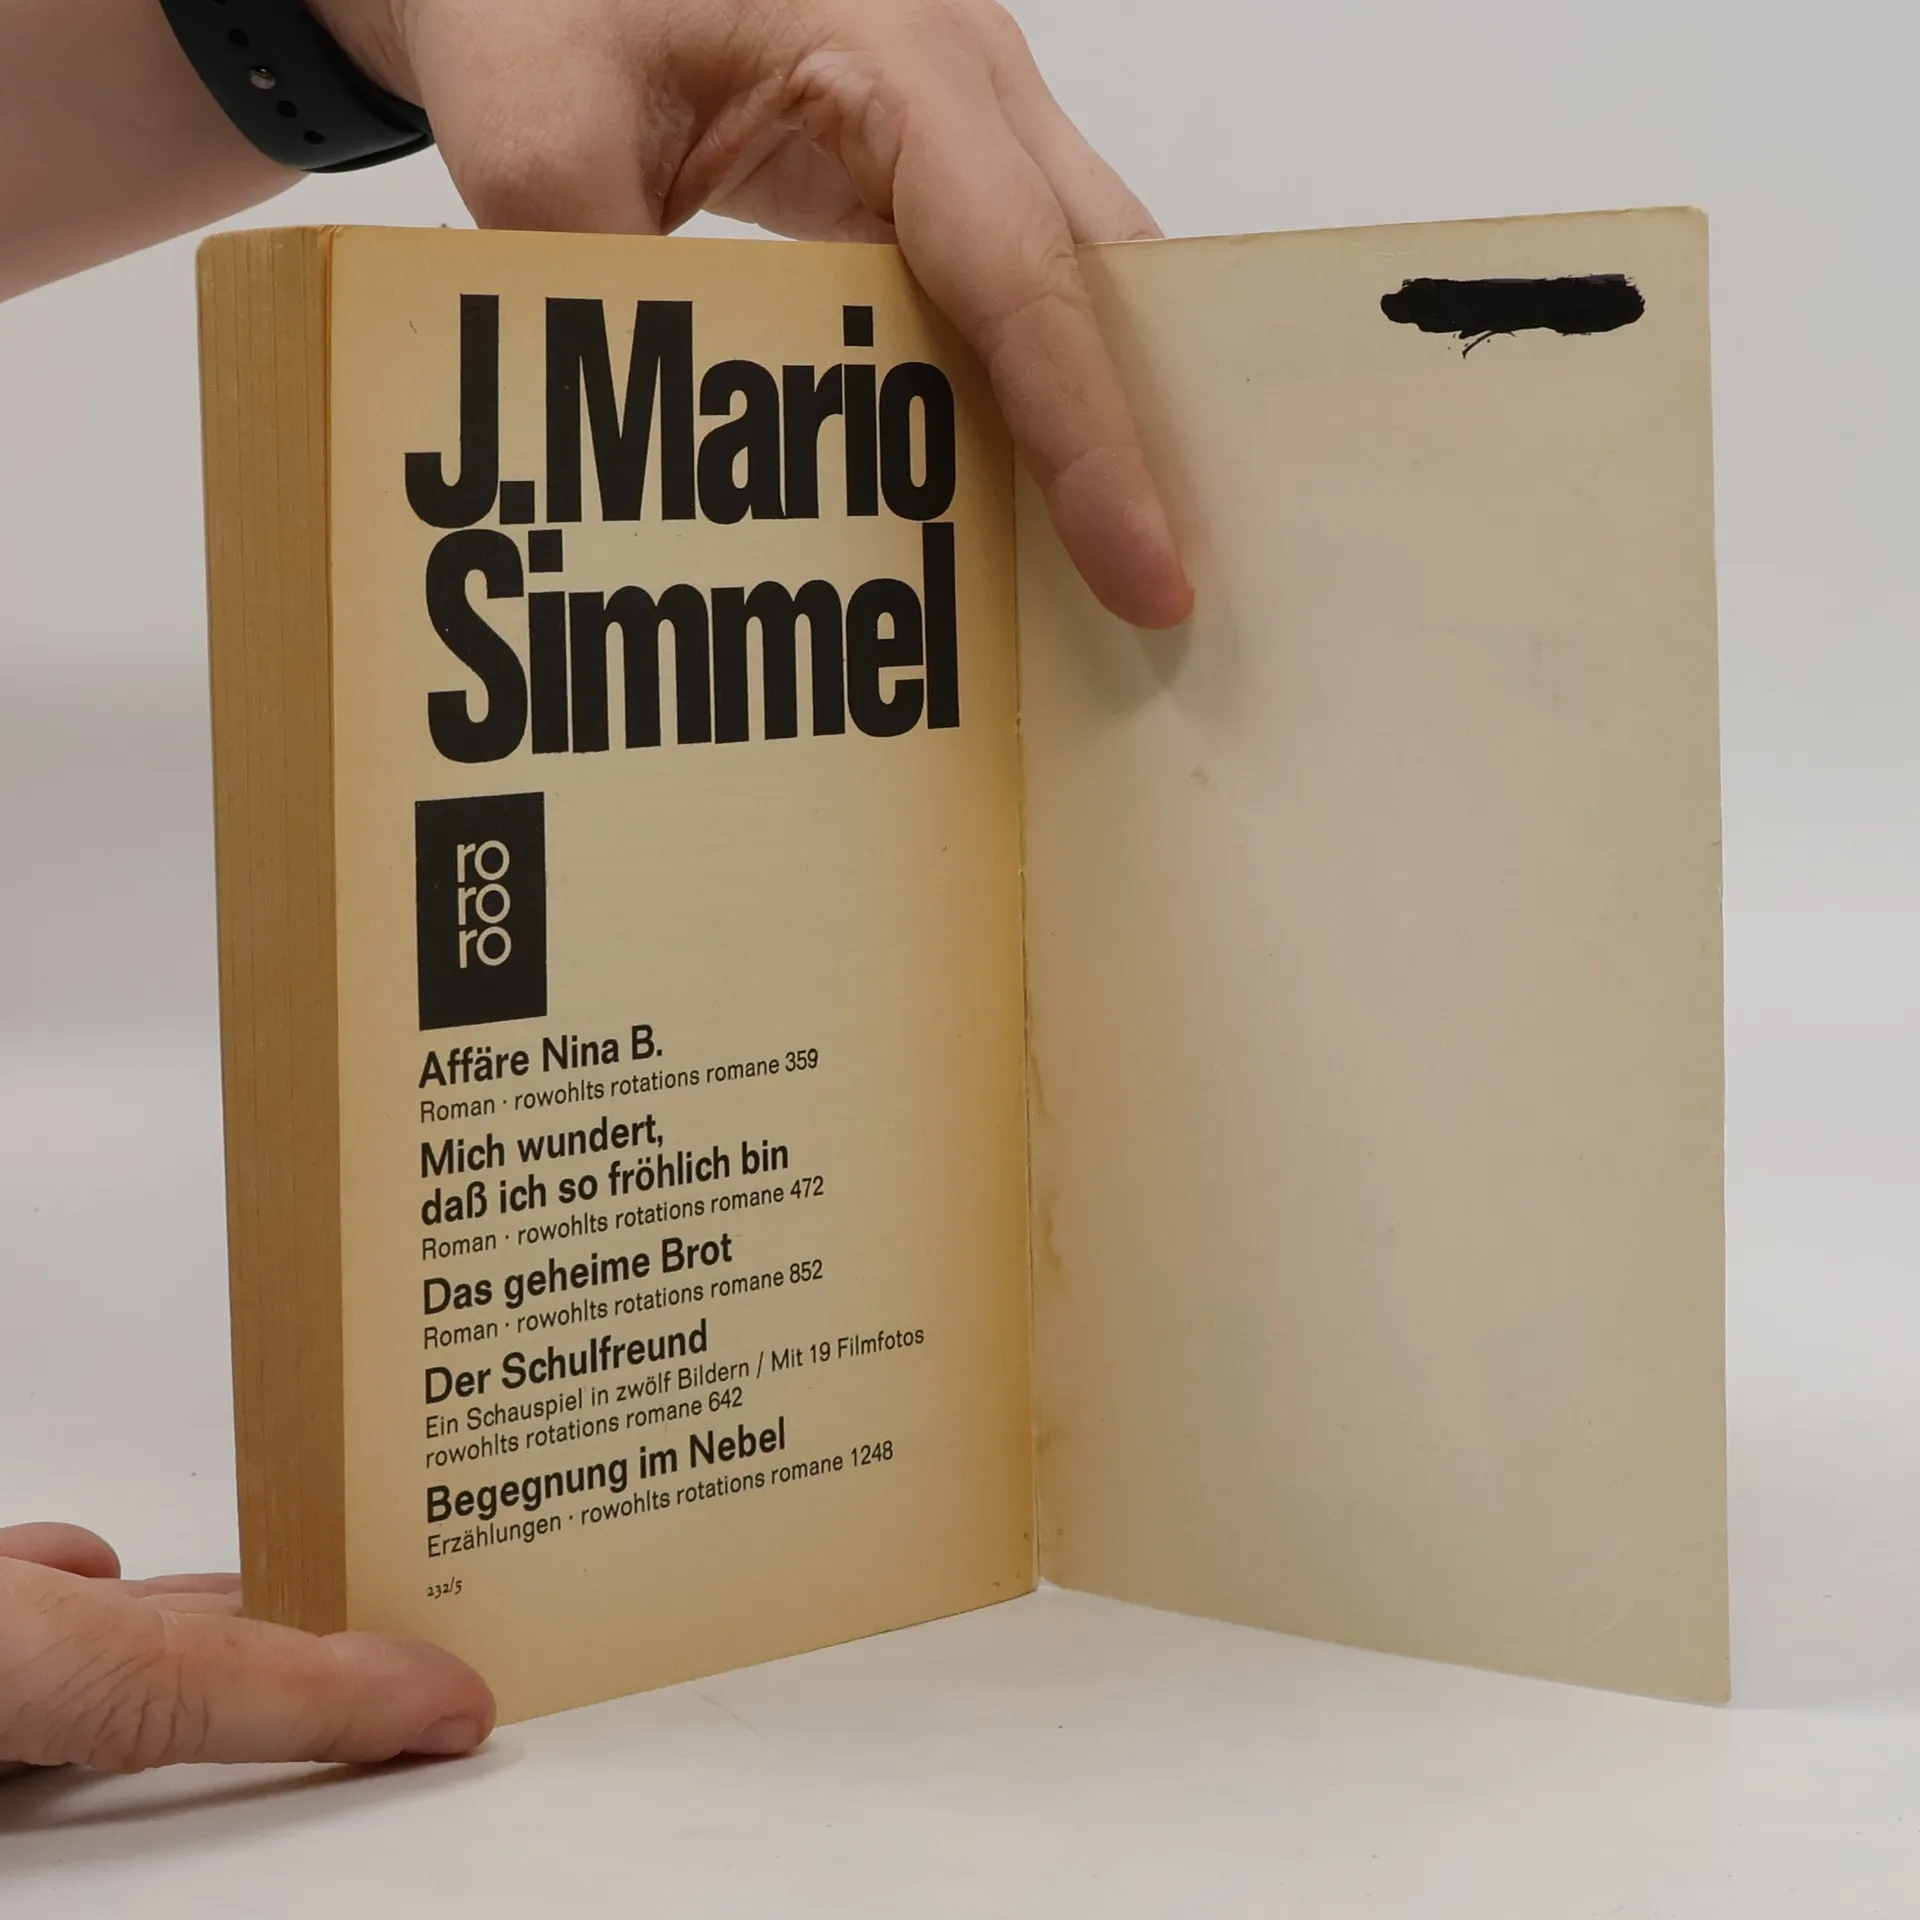 J. Mario
Simmel
ro
ro
ro
Affäre Nina B.
Roman · rowohlts rotations romane 359
Mich wundert,
daß ich so fröhlich bin
Roman · rowohlts rotations romane 472
Das geheime Brot
Roman · rowohlts rotations romane 852
Der Schulfreund
Ein Schauspiel in zwölf Bildern / Mit 19 Filmfotos
rowohlts rotations romane 642
Begegnung im Nebel
Erzählungen · rowohlts rotations romane 1248
232/5